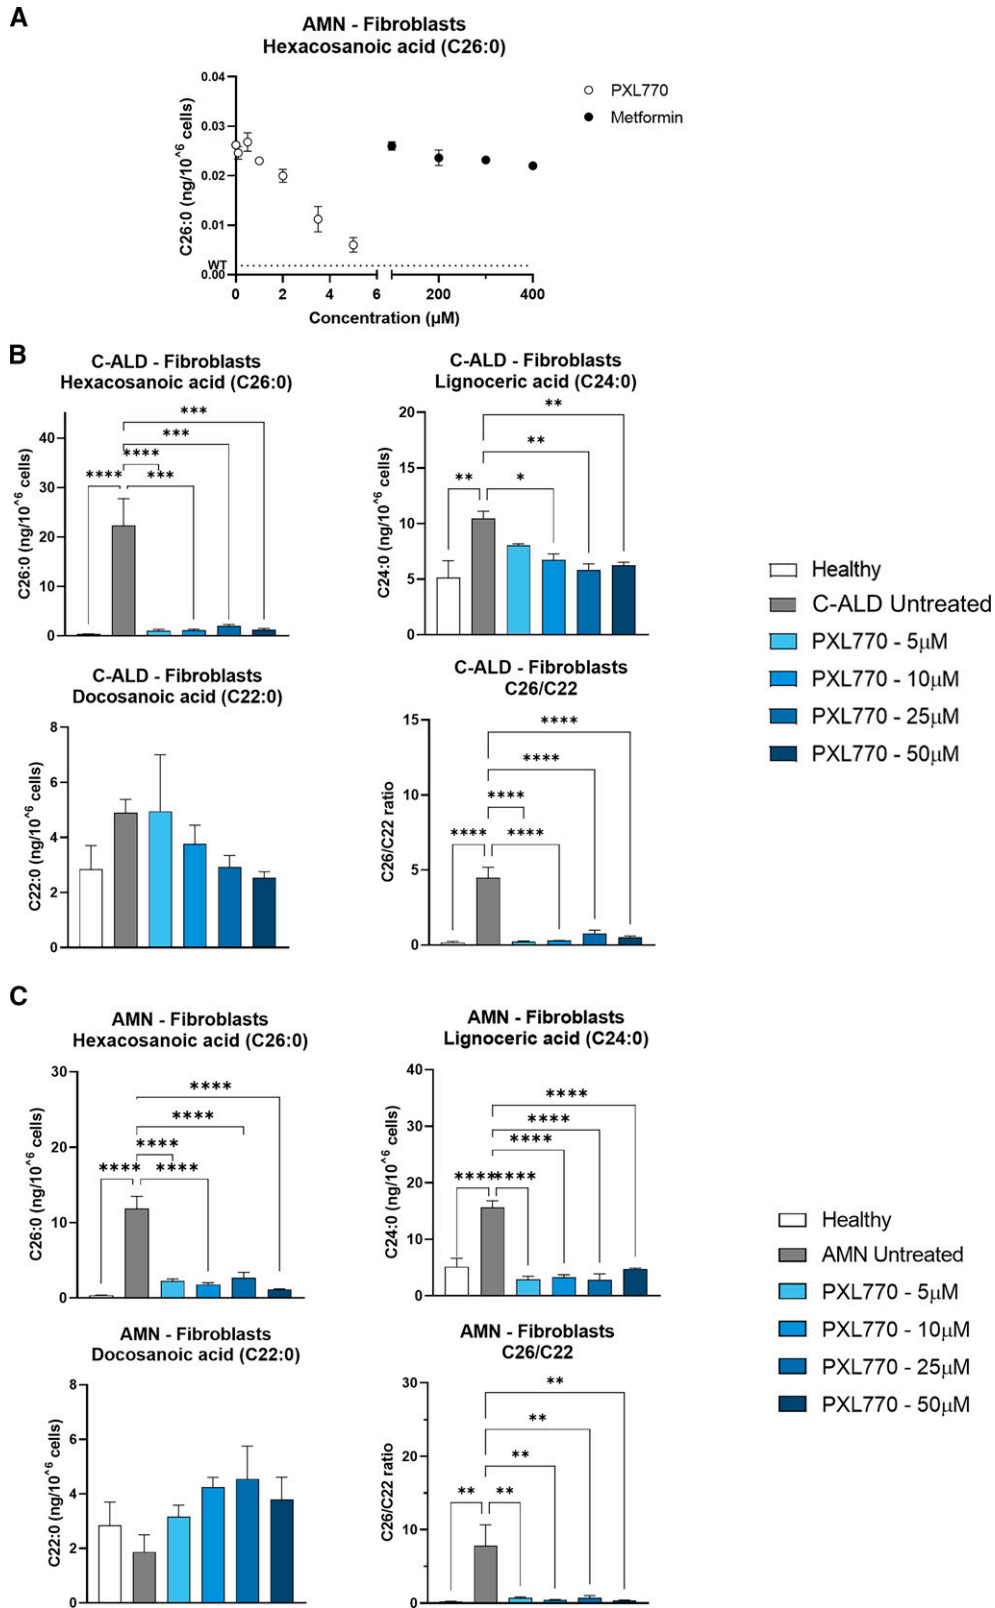 A
AMN - Fibroblasts
Hexacosanoic acid (C26:0)
C26:0 (ng/10^6 cells)
0.04
0.03
0.02
0.01
WT
0.00
0 2 4 6 200 400
Concentration (µM)
PXL770
Metformin
B
C-ALD - Fibroblasts
Hexacosanoic acid (C26:0)
C26:0 (ng/10^6 cells)
40
30
20
10
0
***
***
****
**** ***
C-ALD - Fibroblasts
Lignoceric acid (C24:0)
C24:0 (ng/10^6 cells)
20
15
10
5
0
**
**
** *
C-ALD - Fibroblasts
Docosanoic acid (C22:0)
C22:0 (ng/10^6 cells)
8
6
4
2
0
C-ALD - Fibroblasts
C26/C22
C26/C22 ratio
15
10
5
0
****
****
****
**** ****
Healthy
C-ALD Untreated
PXL770 - 5µM
PXL770 - 10µM
PXL770 - 25µM
PXL770 - 50µM
C
AMN - Fibroblasts
Hexacosanoic acid (C26:0)
C26:0 (ng/10^6 cells)
30
20
10
0
****
****
****
**** ****
AMN - Fibroblasts
Lignoceric acid (C24:0)
C24:0 (ng/10^6 cells)
40
30
20
10
0
****
****
****
********
AMN - Fibroblasts
Docosanoic acid (C22:0)
C22:0 (ng/10^6 cells)
8
6
4
2
0
AMN - Fibroblasts
C26/C22
C26/C22 ratio
30
20
10
0
**
**
**
** **
Healthy
AMN Untreated
PXL770 - 5µM
PXL770 - 10µM
PXL770 - 25µM
PXL770 - 50µM